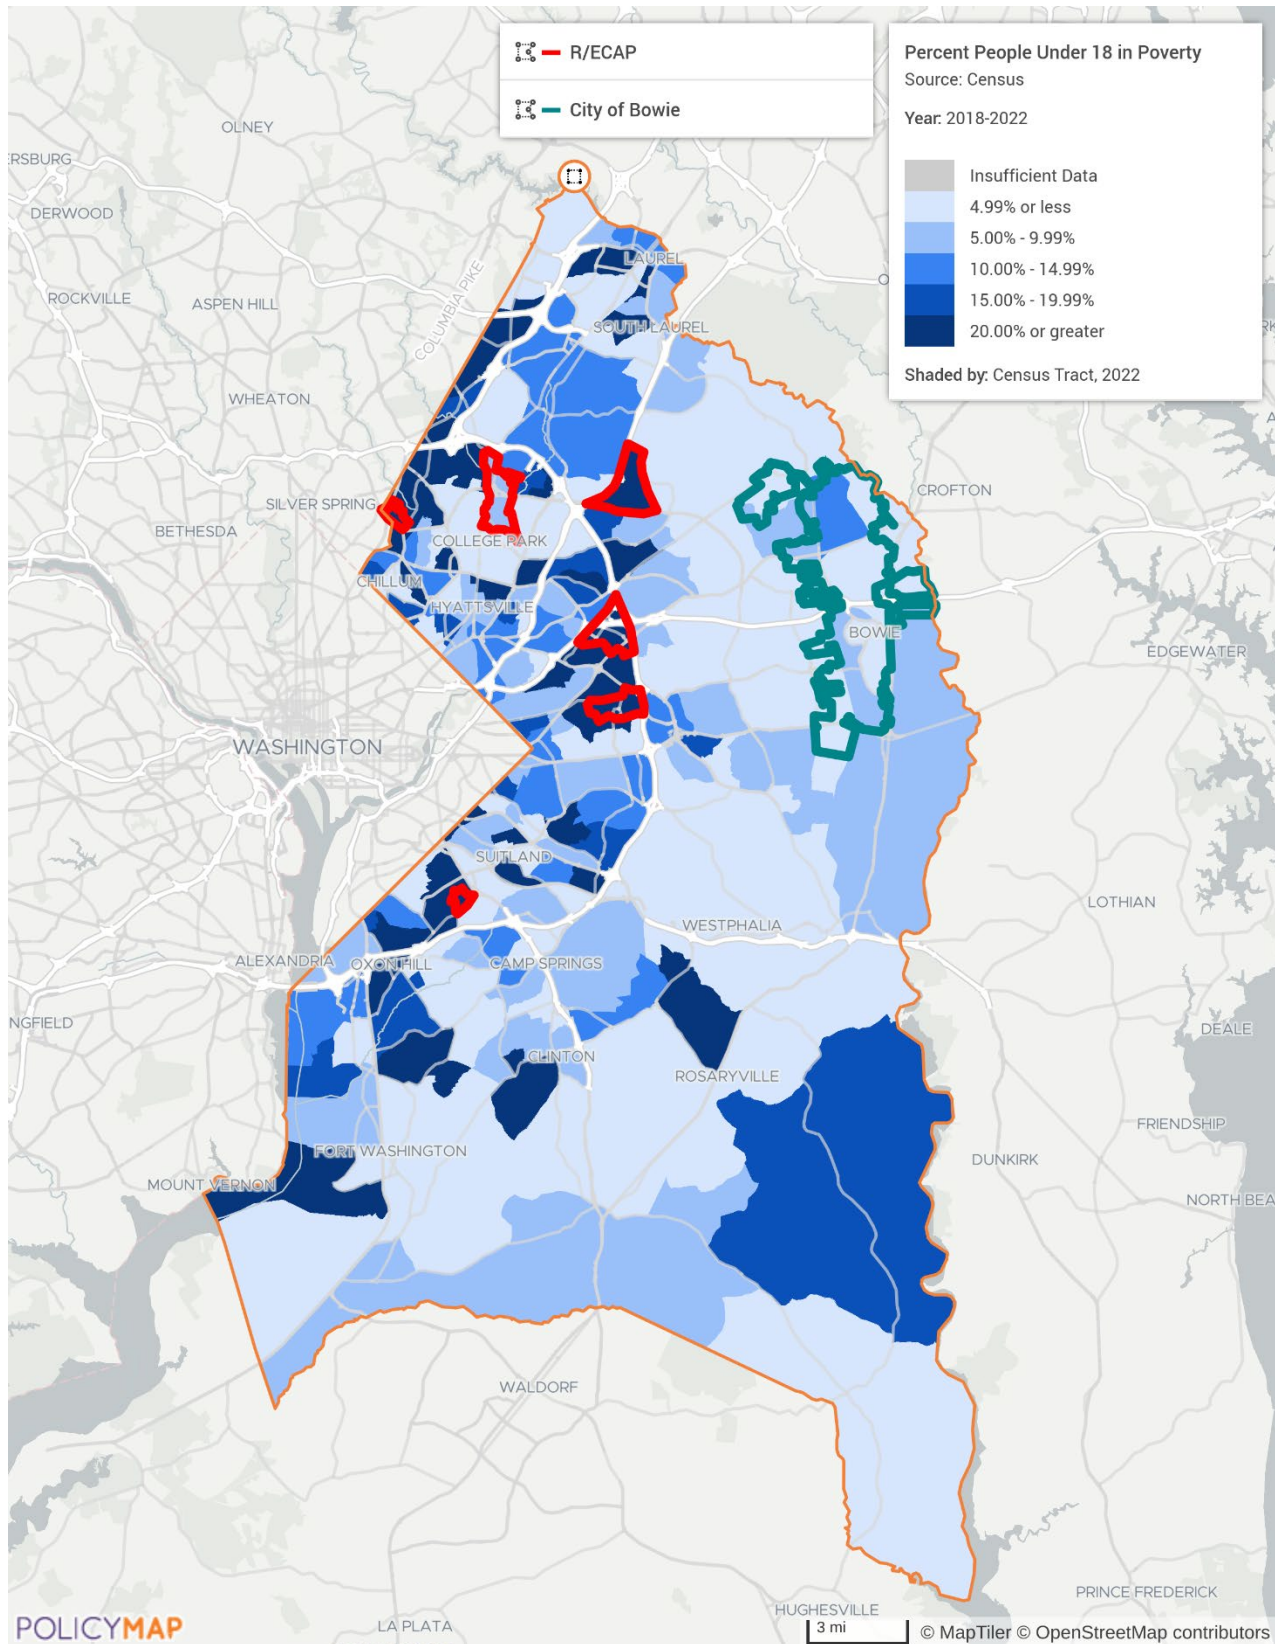 R/ECAP
City of Bowie
Percent People Under 18 in Poverty
Source: Census
Year: 2018-2022
Insufficient Data
4.99% or less
5.00% - 9.99%
10.00% - 14.99%
15.00% - 19.99%
20.00% or greater
Shaded by: Census Tract, 2022
OLNEY
ERSBURG
DERWOOD
LAUREL
ROCKVILLE
ASPEN HILL
COLUMBIA PIKE
SOUTH LAUREL
WHEATON
SILVER SPRING
CROFTON
BETHESDA
COLLEGE PARK
CHILLUM
HYATTSVILLE
BOWIE
EDGEWATER
WASHINGTON
SUITLAND
LOTHIAN
WESTPHALIA
ALEXANDRIA
OXON HILL
CAMP SPRINGS
NGFIELD
DEALE
CLINTON
ROSARYVILLE
FRIENDSHIP
FORT WASHINGTON
DUNKIRK
MOUNT VERNON
NORTH BEA
WALDORF
PRINCE FREDERICK
HUGHESVILLE
LA PLATA
POLICYMAP
3 mi
© MapTiler © OpenStreetMap contributors